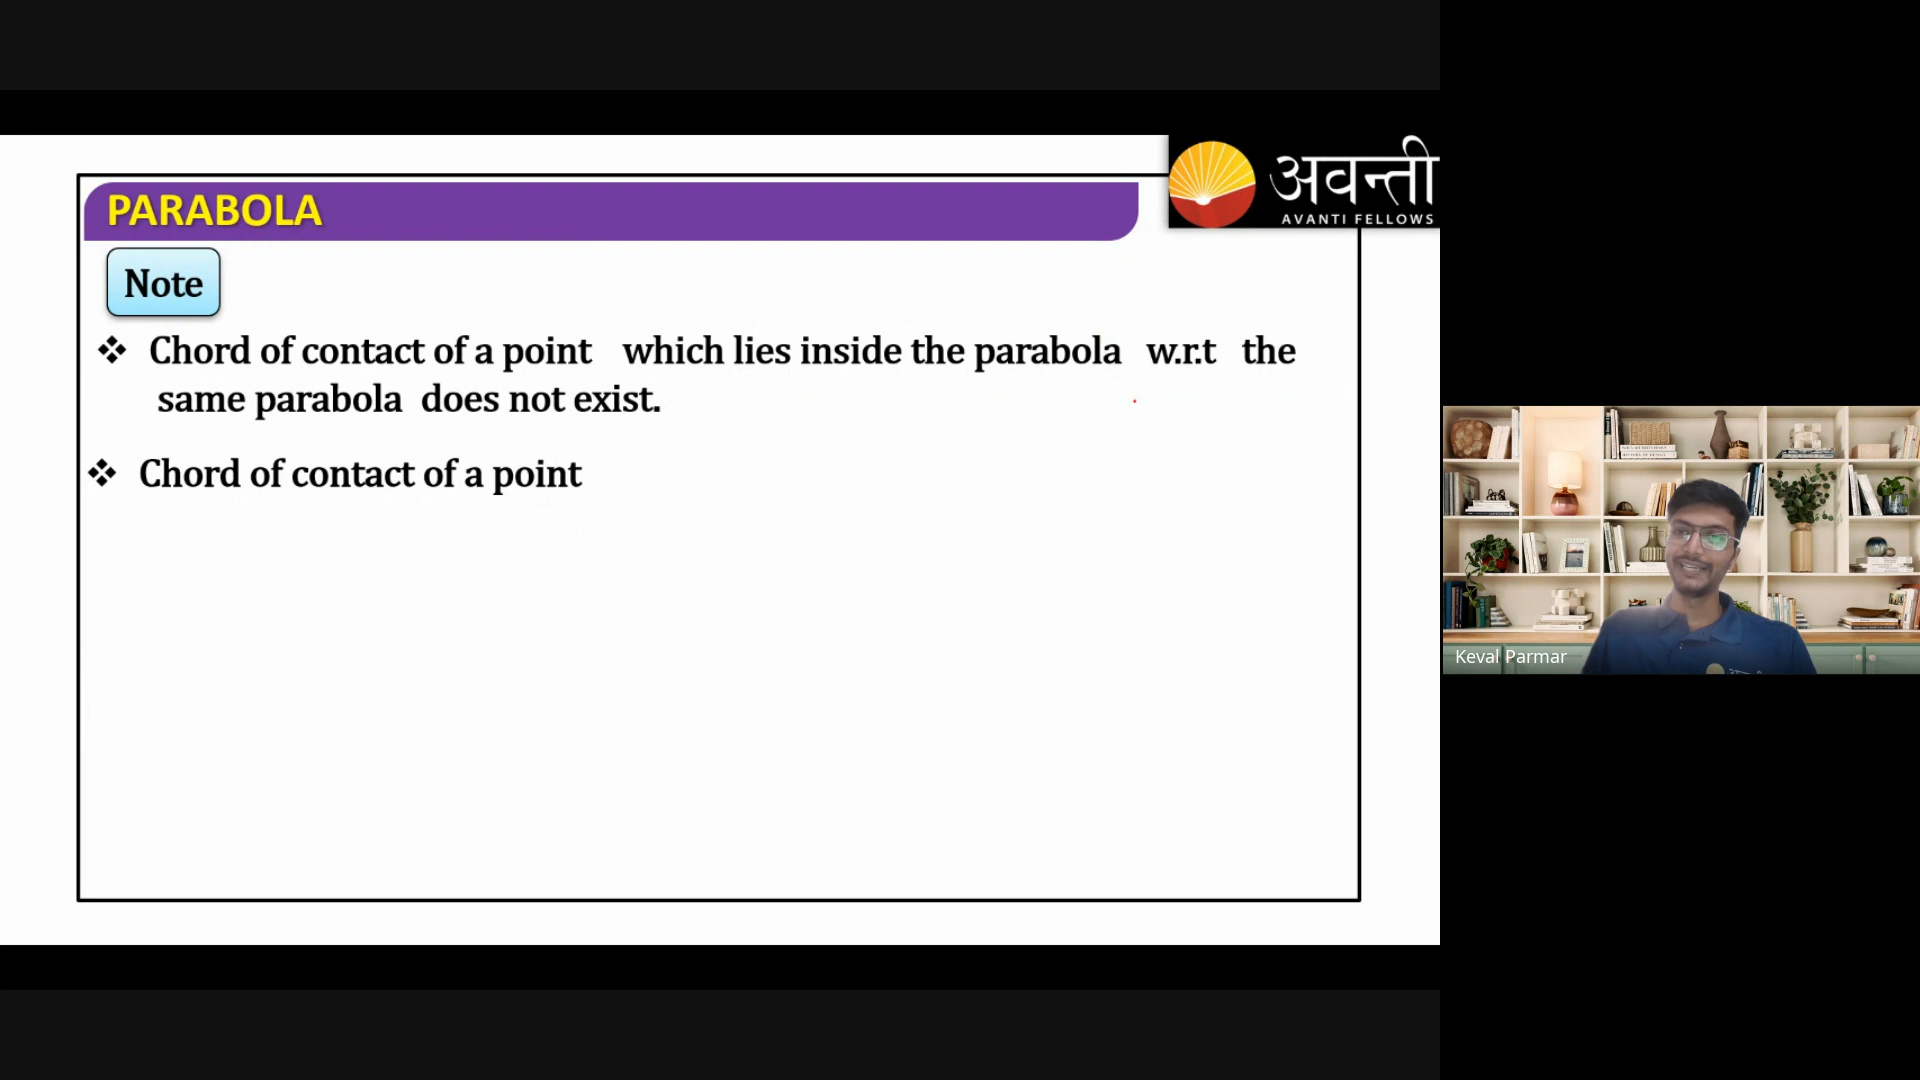 PARABOLA
अवन्ती
AVANTI FELLOWS
Note
❖ Chord of contact of a point which lies inside the parabola w.r.t the
same parabola does not exist.
❖ Chord of contact of a point
Keval Parmar